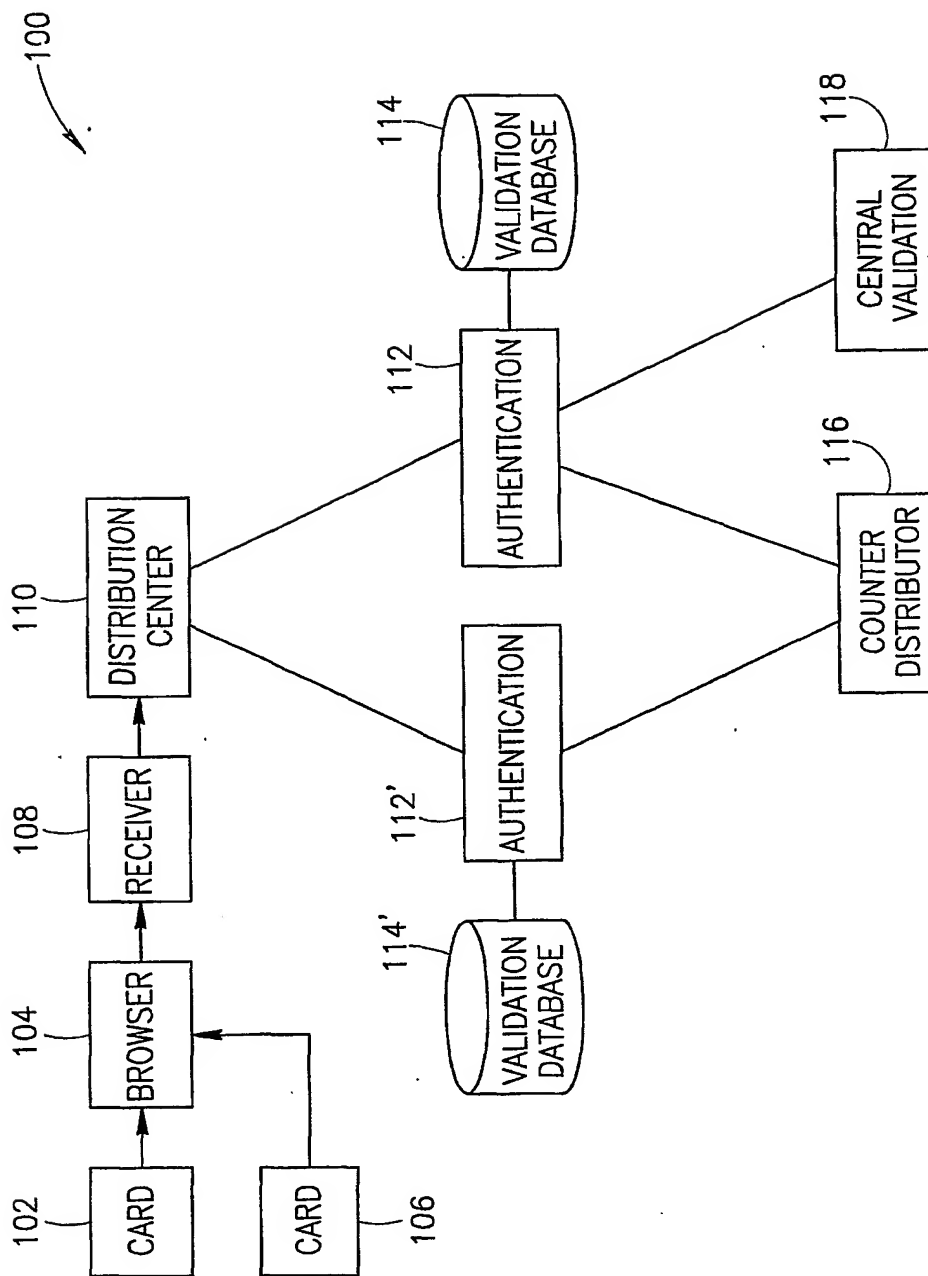 100
110
DISTRIBUTION
CENTER
108
RECEIVER
104
BROWSER
102
CARD
106
CARD
114
VALIDATION
DATABASE
112
AUTHENTICATION
112'
AUTHENTICATION
114'
VALIDATION
DATABASE
118
CENTRAL
VALIDATION
116
COUNTER
DISTRIBUTOR